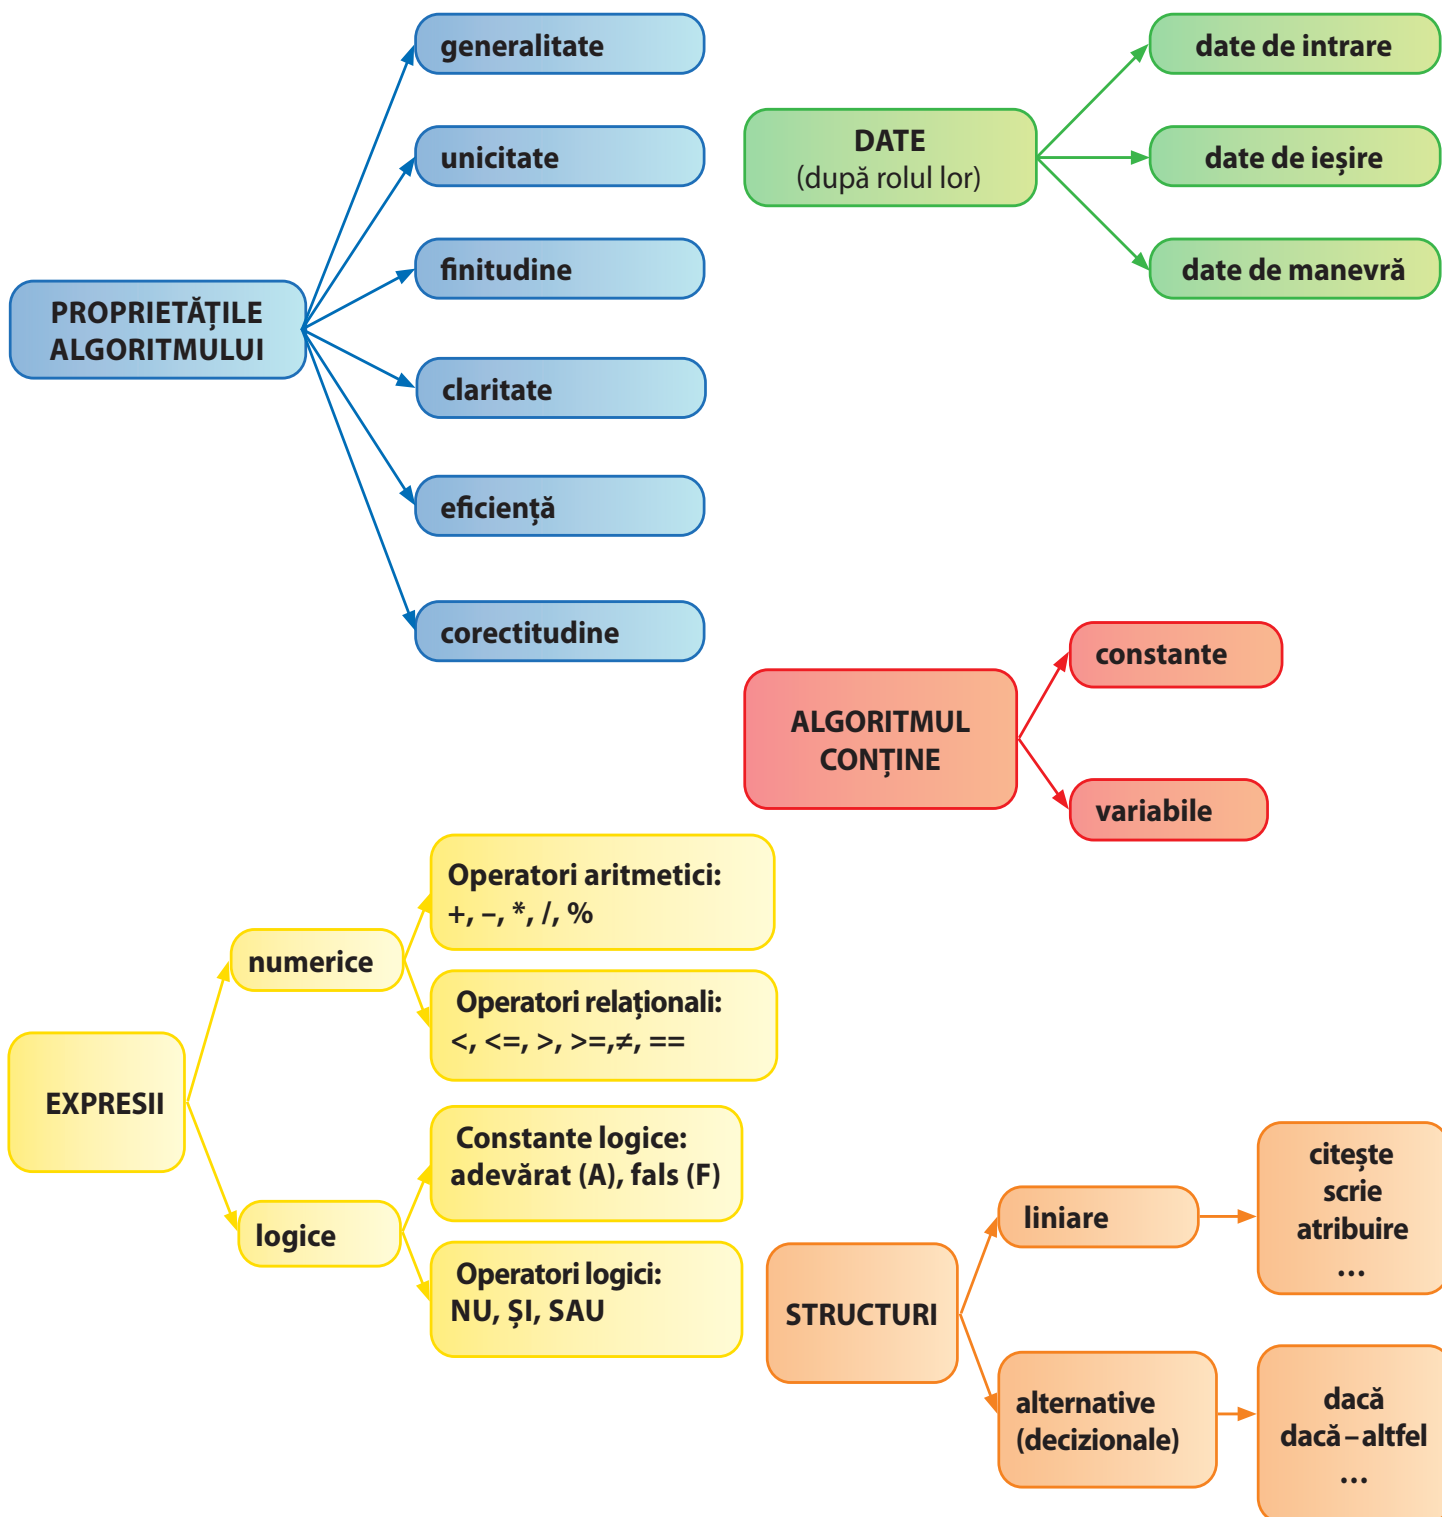 PROPRIETĂȚILE
ALGORITMULUI
generalitate
unicitate
finitudine
claritate
eficiență
corectitudine
DATE
(după rolul lor)
date de intrare
date de ieșire
date de manevră
ALGORITMUL
CONȚINE
constante
variabile
EXPRESII
numerice
Operatori aritmetici:
+, –, *, /, %
Operatori relaționali:
<, <=, >, >=,≠, ==
logice
Constante logice:
adevărat (A), fals (F)
Operatori logici:
NU, ȘI, SAU
STRUCTURI
liniare
citește
scrie
atribuire
...
alternative
(decizionale)
dacă
dacă – altfel
...